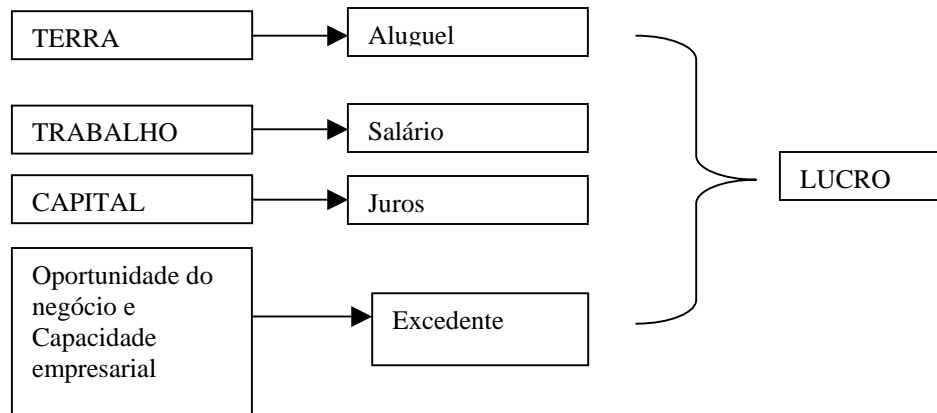 TERRA
Aluguel
TRABALHO
Salário
CAPITAL
Juros
LUCRO
Oportunidade do
negócio e
Capacidade
empresarial
Excedente